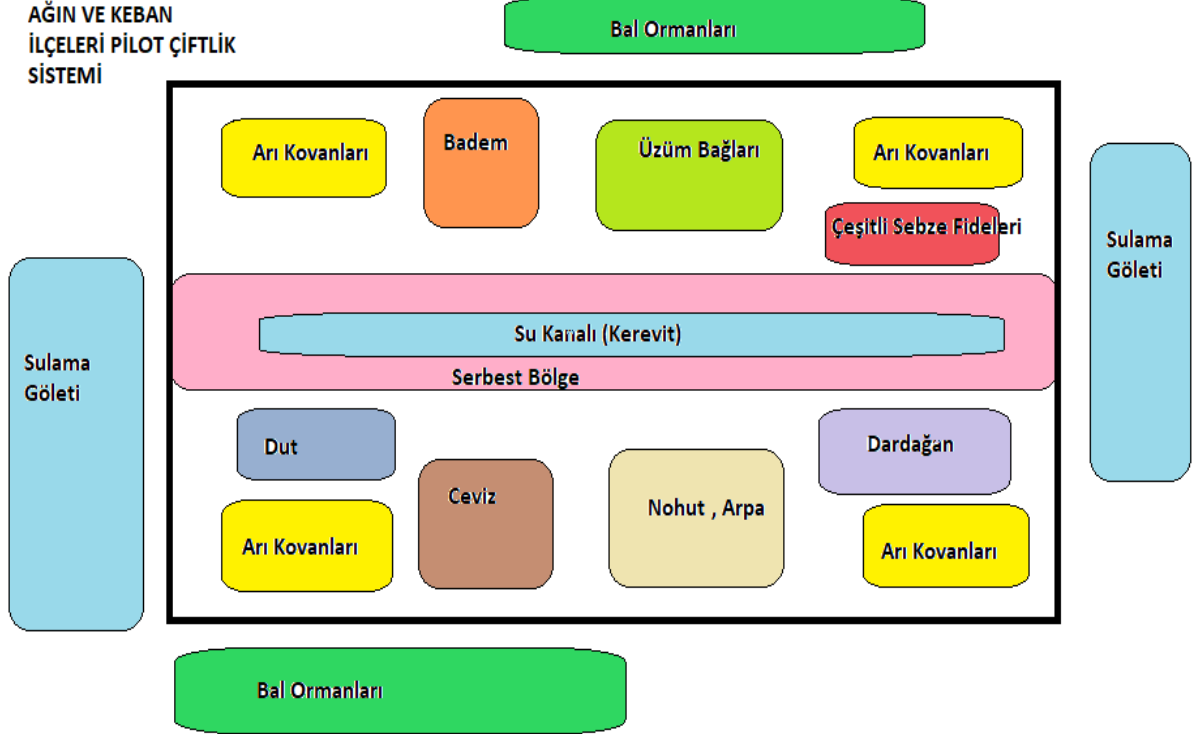 AĞIN VE KEBAN
İLÇELERİ PİLOT ÇİFTLİK
SİSTEMİ
Bal Ormanları
Arı Kovanları
Badem
Üzüm Bağları
Arı Kovanları
Çeşitli Sebze Fideleri
Sulama
Göleti
Su Kanalı (Kerevit)
Serbest Bölge
Sulama
Göleti
Dut
Ceviz
Nohut , Arpa
Dardağan
Arı Kovanları
Arı Kovanları
Bal Ormanları